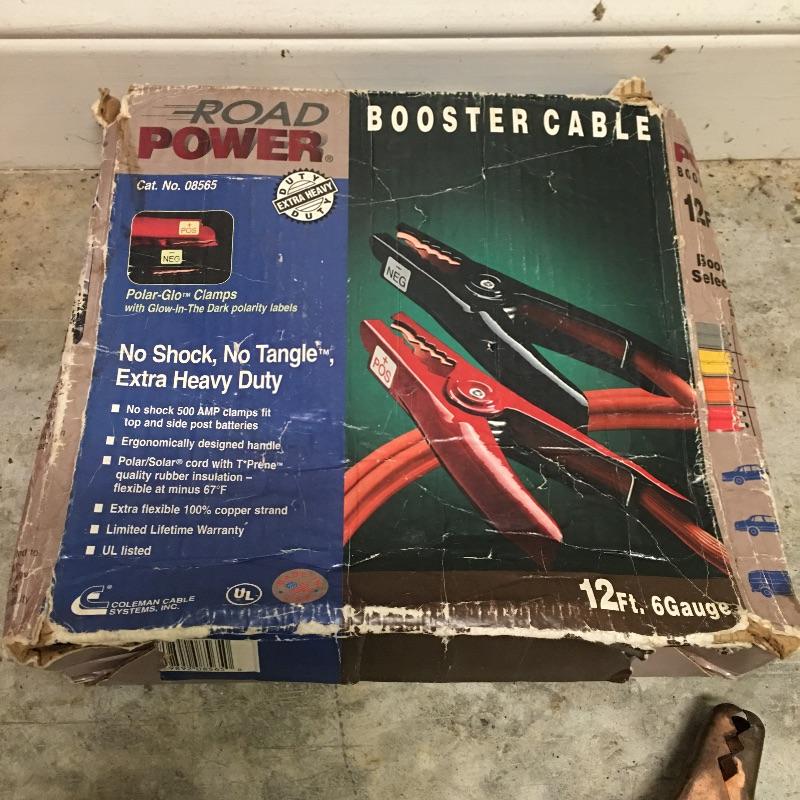 ROAD
POWER®
BOOSTER CABLE
Cat. No. 08565
DUTY
EXTRA HEAVY
DUTY
+
POS
–
NEG
Polar-Glo™ Clamps
with Glow-In-The Dark polarity labels
–
NEG
+
POS
No Shock, No Tangle™,
Extra Heavy Duty
No shock 500 AMP clamps fit
top and side post batteries
Ergonomically designed handle
Polar/Solar® cord with T*Prene™
quality rubber insulation –
flexible at minus 67°F
Extra flexible 100% copper strand
Limited Lifetime Warranty
UL listed
COLEMAN CABLE
SYSTEMS, INC.
UL
12Ft. 6Gauge